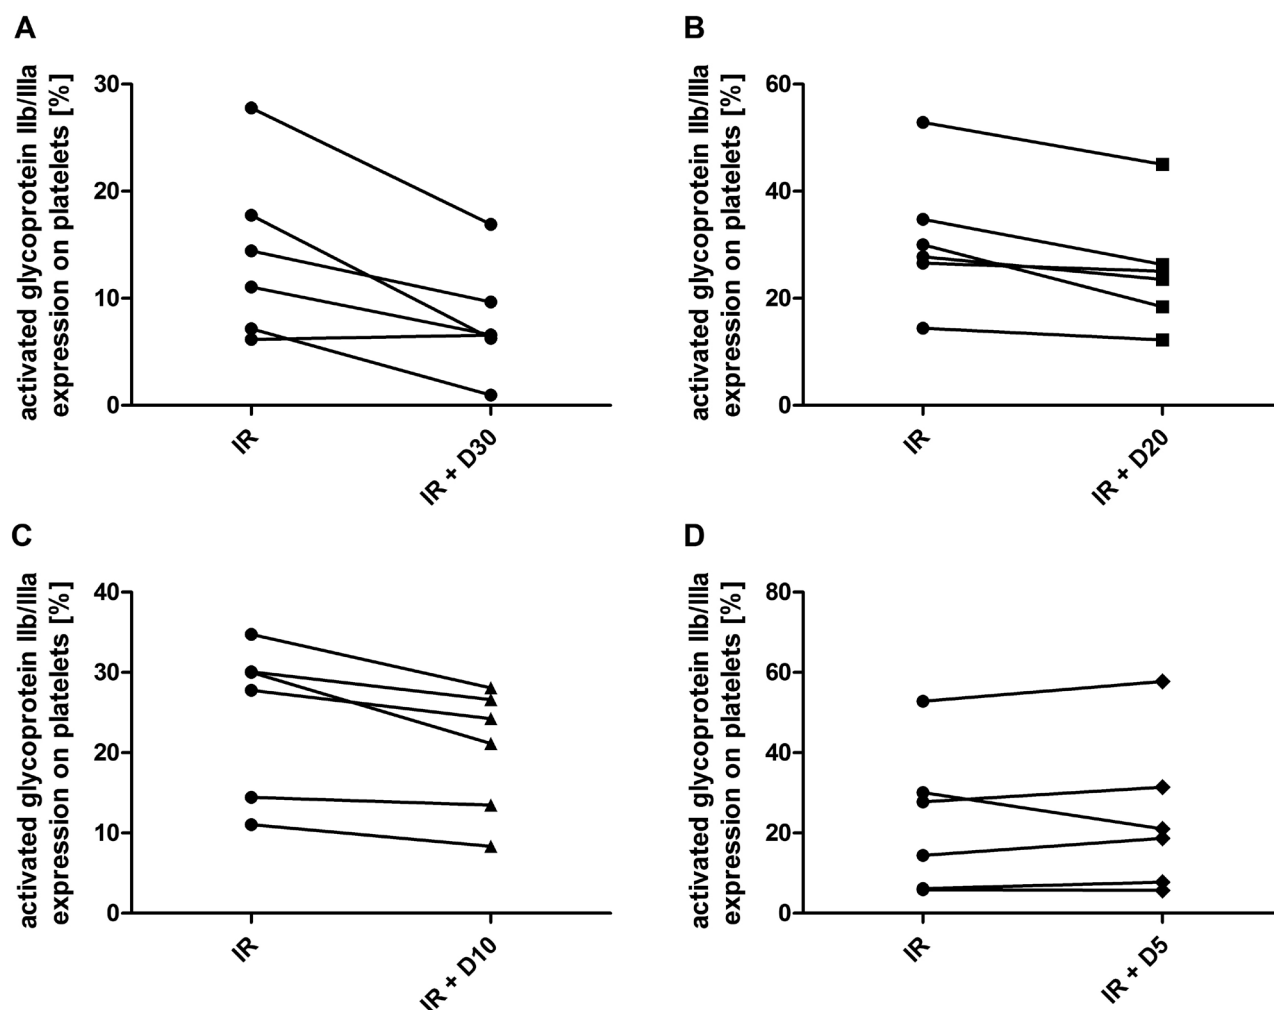 A
activated glycoprotein IIb/IIIa
expression on platelets [%]
30
20
10
0
IR
IR + D30
B
activated glycoprotein IIb/IIIa
expression on platelets [%]
60
40
20
0
IR
IR + D20
C
activated glycoprotein IIb/IIIa
expression on platelets [%]
40
30
20
10
0
IR
IR + D10
D
activated glycoprotein IIb/IIIa
expression on platelets [%]
80
60
40
20
0
IR
IR + D5